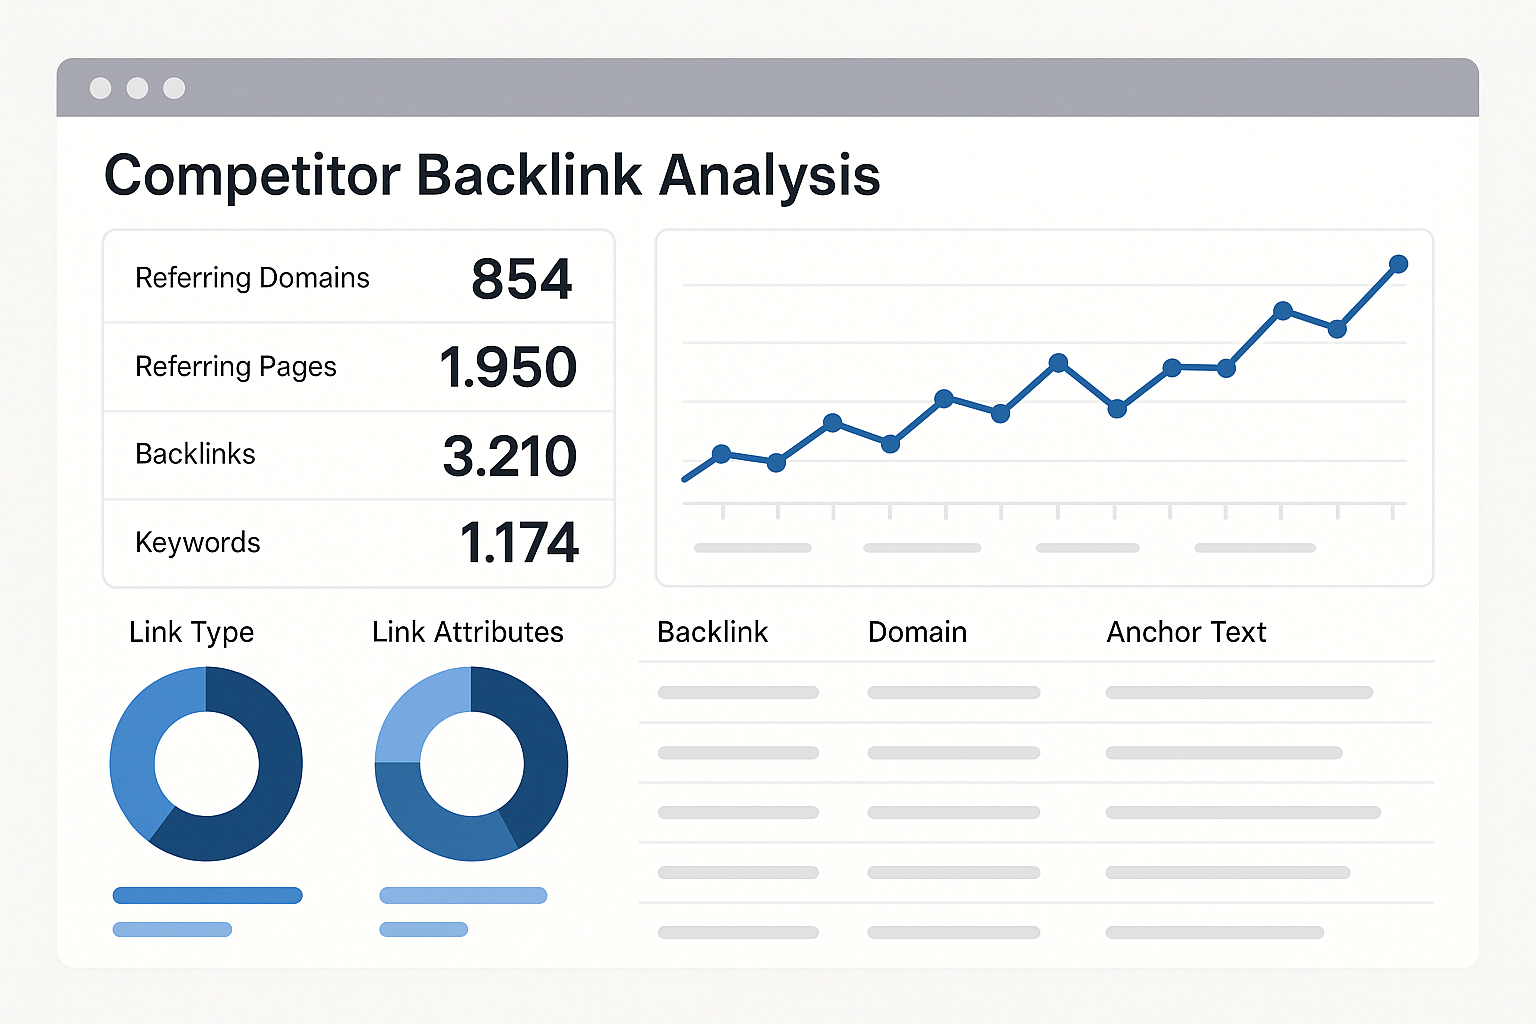 Competitor Backlink Analysis
Referring Domains 854
Referring Pages 1.950
Backlinks 3.210
Keywords 1.174
Link Type
Link Attributes
Backlink Domain Anchor Text